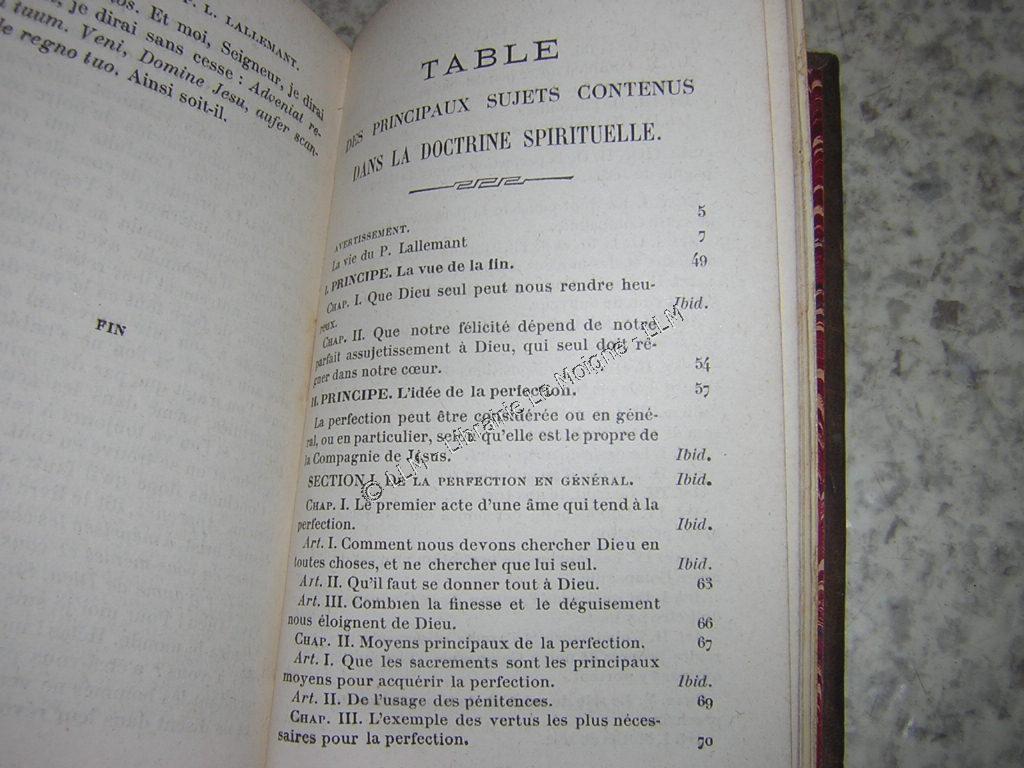 P. L. LALLEMANT.
Et moi, Seigneur, je dirai
je dirai sans cesse : Adveniat re-
tuum. Veni, Domine Jesu, aufer scan-
de regno tuo. Ainsi soit-il.
FIN
TABLE
DES PRINCIPAUX SUJETS CONTENUS
DANS LA DOCTRINE SPIRITUELLE.
AVERTISSEMENT. 5
La vie du P. Lallemant 7
I. PRINCIPE. La vue de la fin. 49
CHAP. I. Que Dieu seul peut nous rendre heu-
reux. Ibid.
CHAP. II. Que notre félicité dépend de notre
parfait assujetissement à Dieu, qui seul doit ré-
gner dans notre cœur. 54
II. PRINCIPE. L'idée de la perfection. 57
La perfection peut être considérée ou en géné-
ral, ou en particulier, selon qu'elle est le propre de
la Compagnie de Jésus. Ibid.
SECTION I. DE LA PERFECTION EN GÉNÉRAL. Ibid.
CHAP. I. Le premier acte d'une âme qui tend à la
perfection. Ibid.
Art. I. Comment nous devons chercher Dieu en
toutes choses, et ne chercher que lui seul. Ibid.
Art. II. Qu'il faut se donner tout à Dieu. 63
Art. III. Combien la finesse et le déguisement
nous éloignent de Dieu. 66
CHAP. II. Moyens principaux de la perfection. 67
Art. I. Que les sacrements sont les principaux
moyens pour acquérir la perfection. Ibid.
Art. II. De l'usage des pénitences. 69
CHAP. III. L'exemple des vertus les plus néces-
saires pour la perfection. 70
© ALM - Librairie Le Moigne - LLM